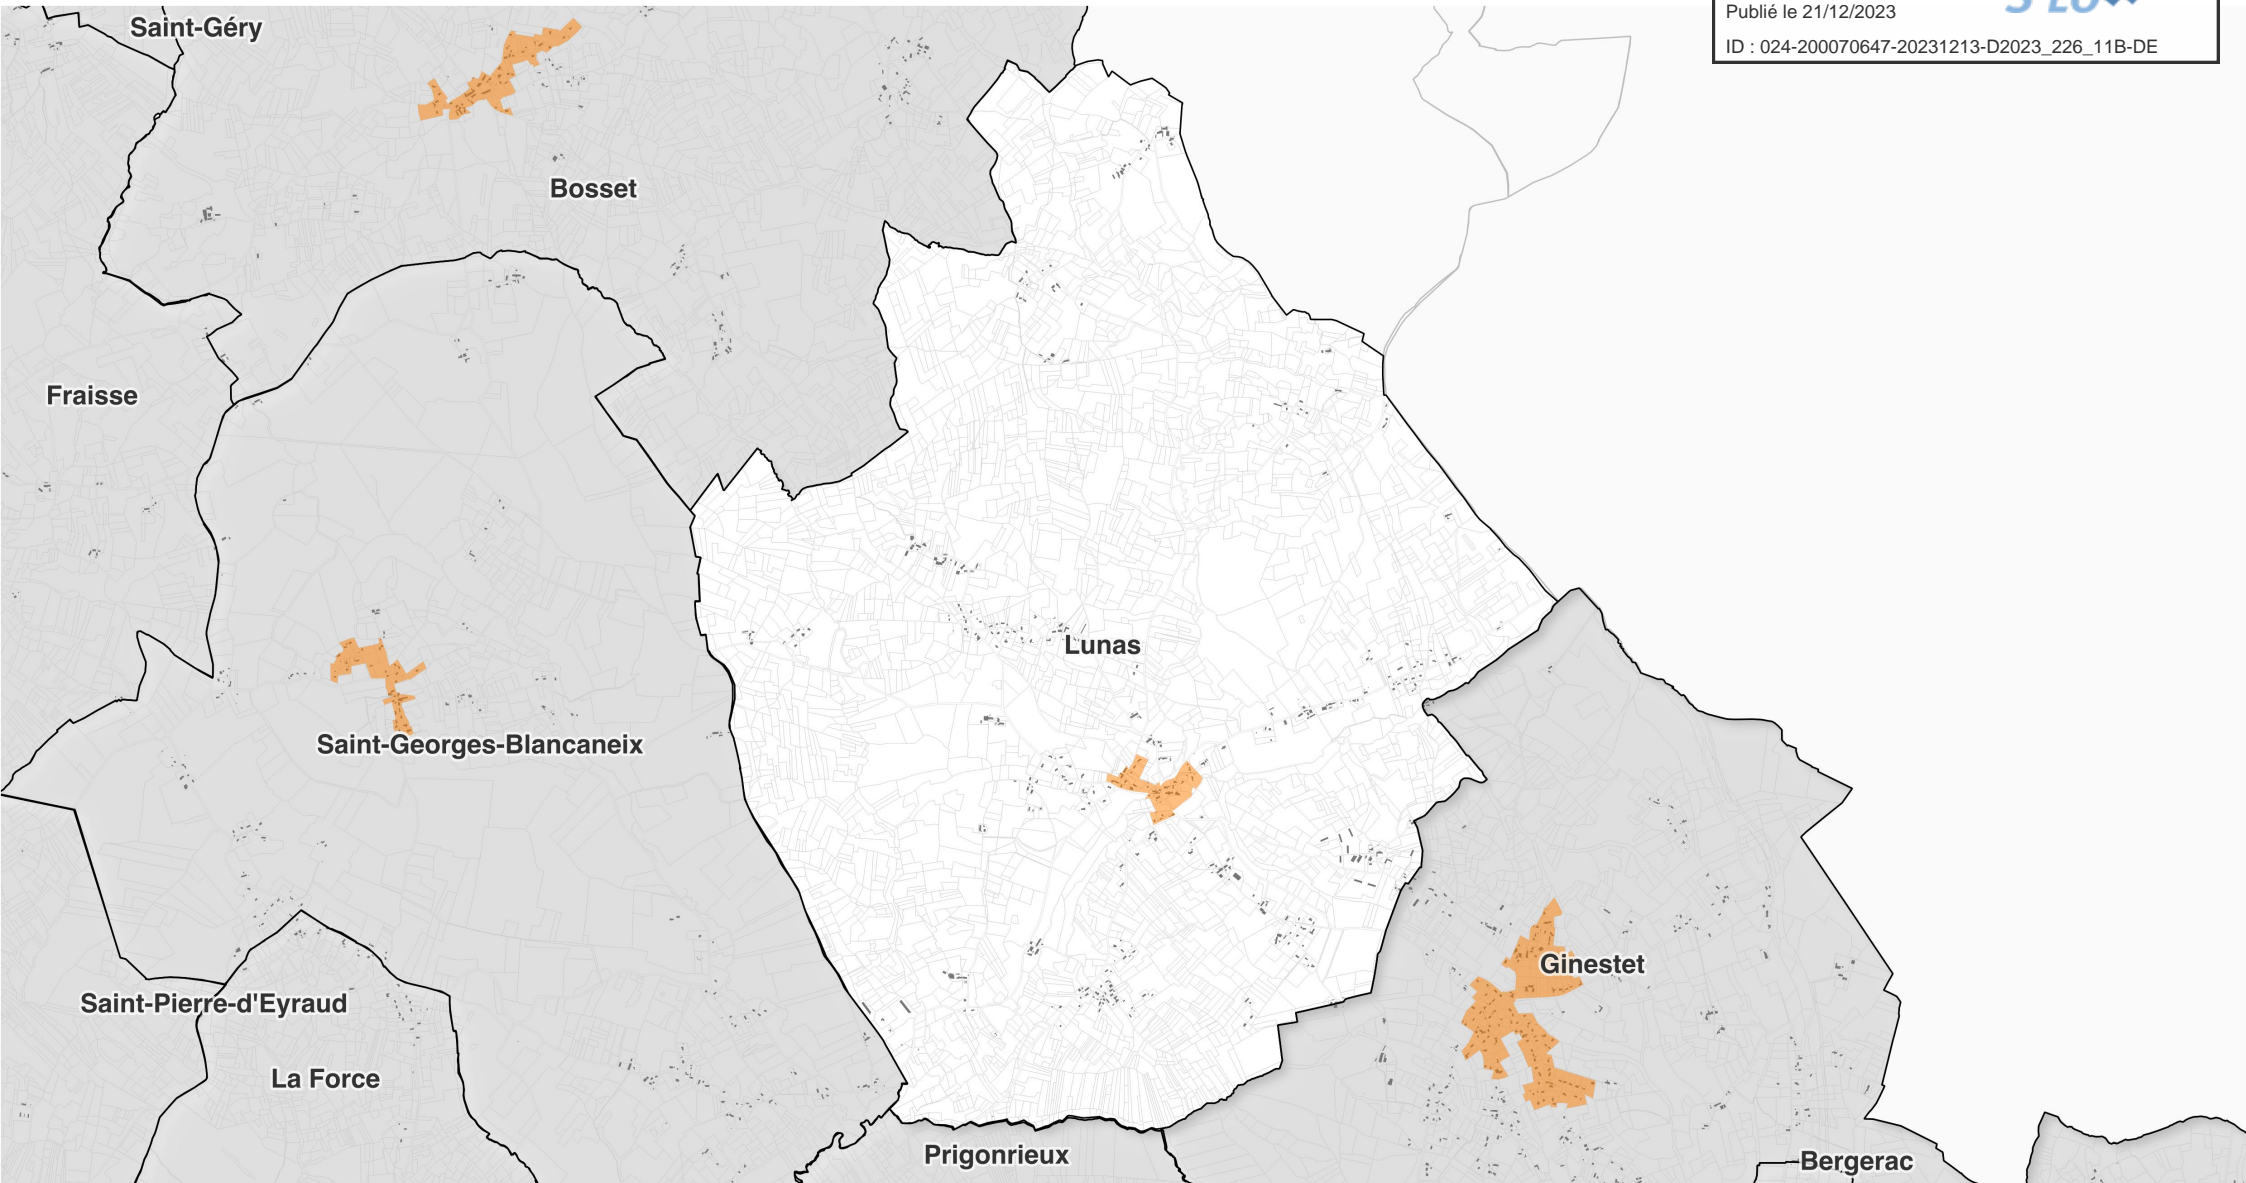 Publié le 21/12/2023
ID : 024-200070647-20231213-D2023_226_11B-DE
Saint-Géry
Bosset
Fraisse
Lunas
Saint-Georges-Blancaneix
Ginestet
Saint-Pierre-d'Eyraud
La Force
Prigonrieux
Bergerac